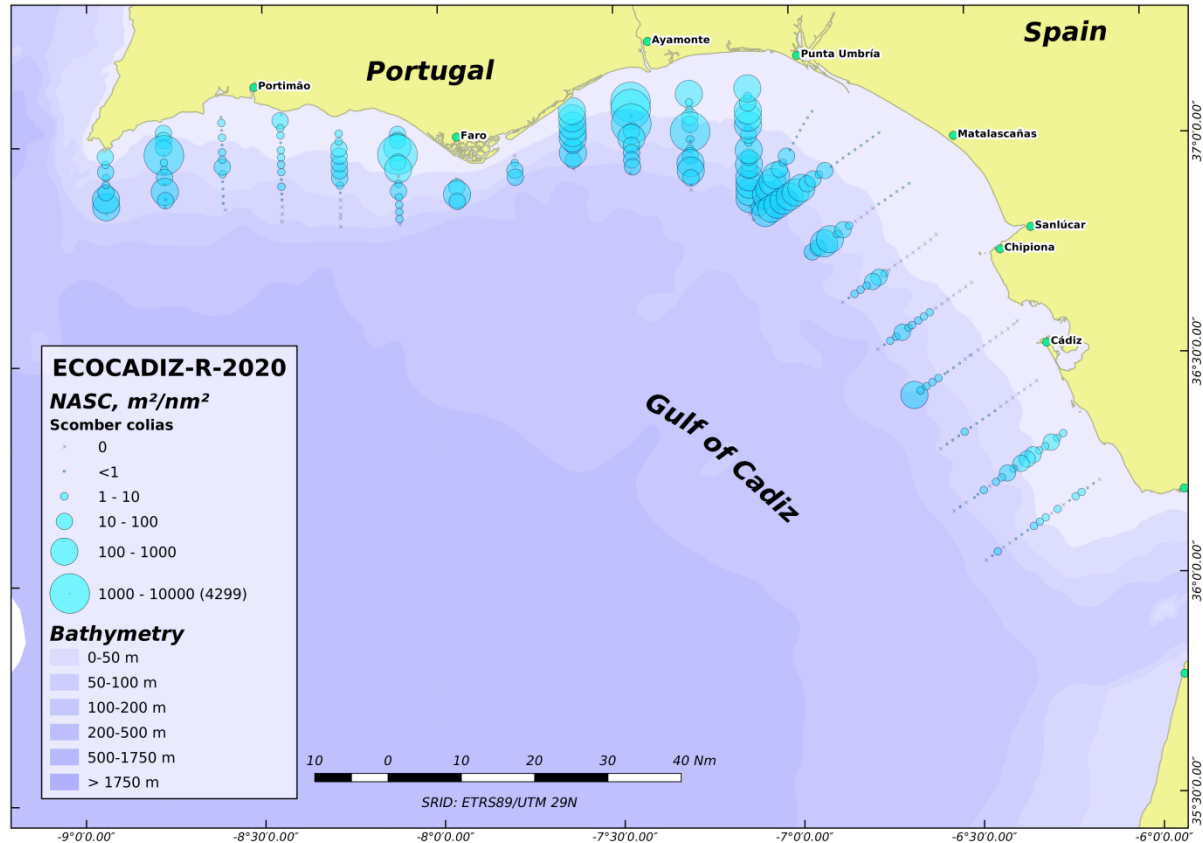 Spain
Portugal
Ayamonte
Punta Umbría
Portimão
Faro
Matalascañas
Sanlúcar
Chipiona
Cádiz
Gulf of Cadiz
37°0'0.00"
36°30'0.00"
36°0'0.00"
35°30'0.00"
ECOCADIZ-R-2020
NASC, m²/nm²
Scomber colias
0
<1
1 - 10
10 - 100
100 - 1000
1000 - 10000 (4299)
Bathymetry
0-50 m
50-100 m
100-200 m
200-500 m
500-1750 m
> 1750 m
10 0 10 20 30 40 Nm
SRID: ETRS89/UTM 29N
-9°0'0.00" -8°30'0.00" -8°0'0.00" -7°30'0.00" -7°0'0.00" -6°30'0.00" -6°0'0.00"